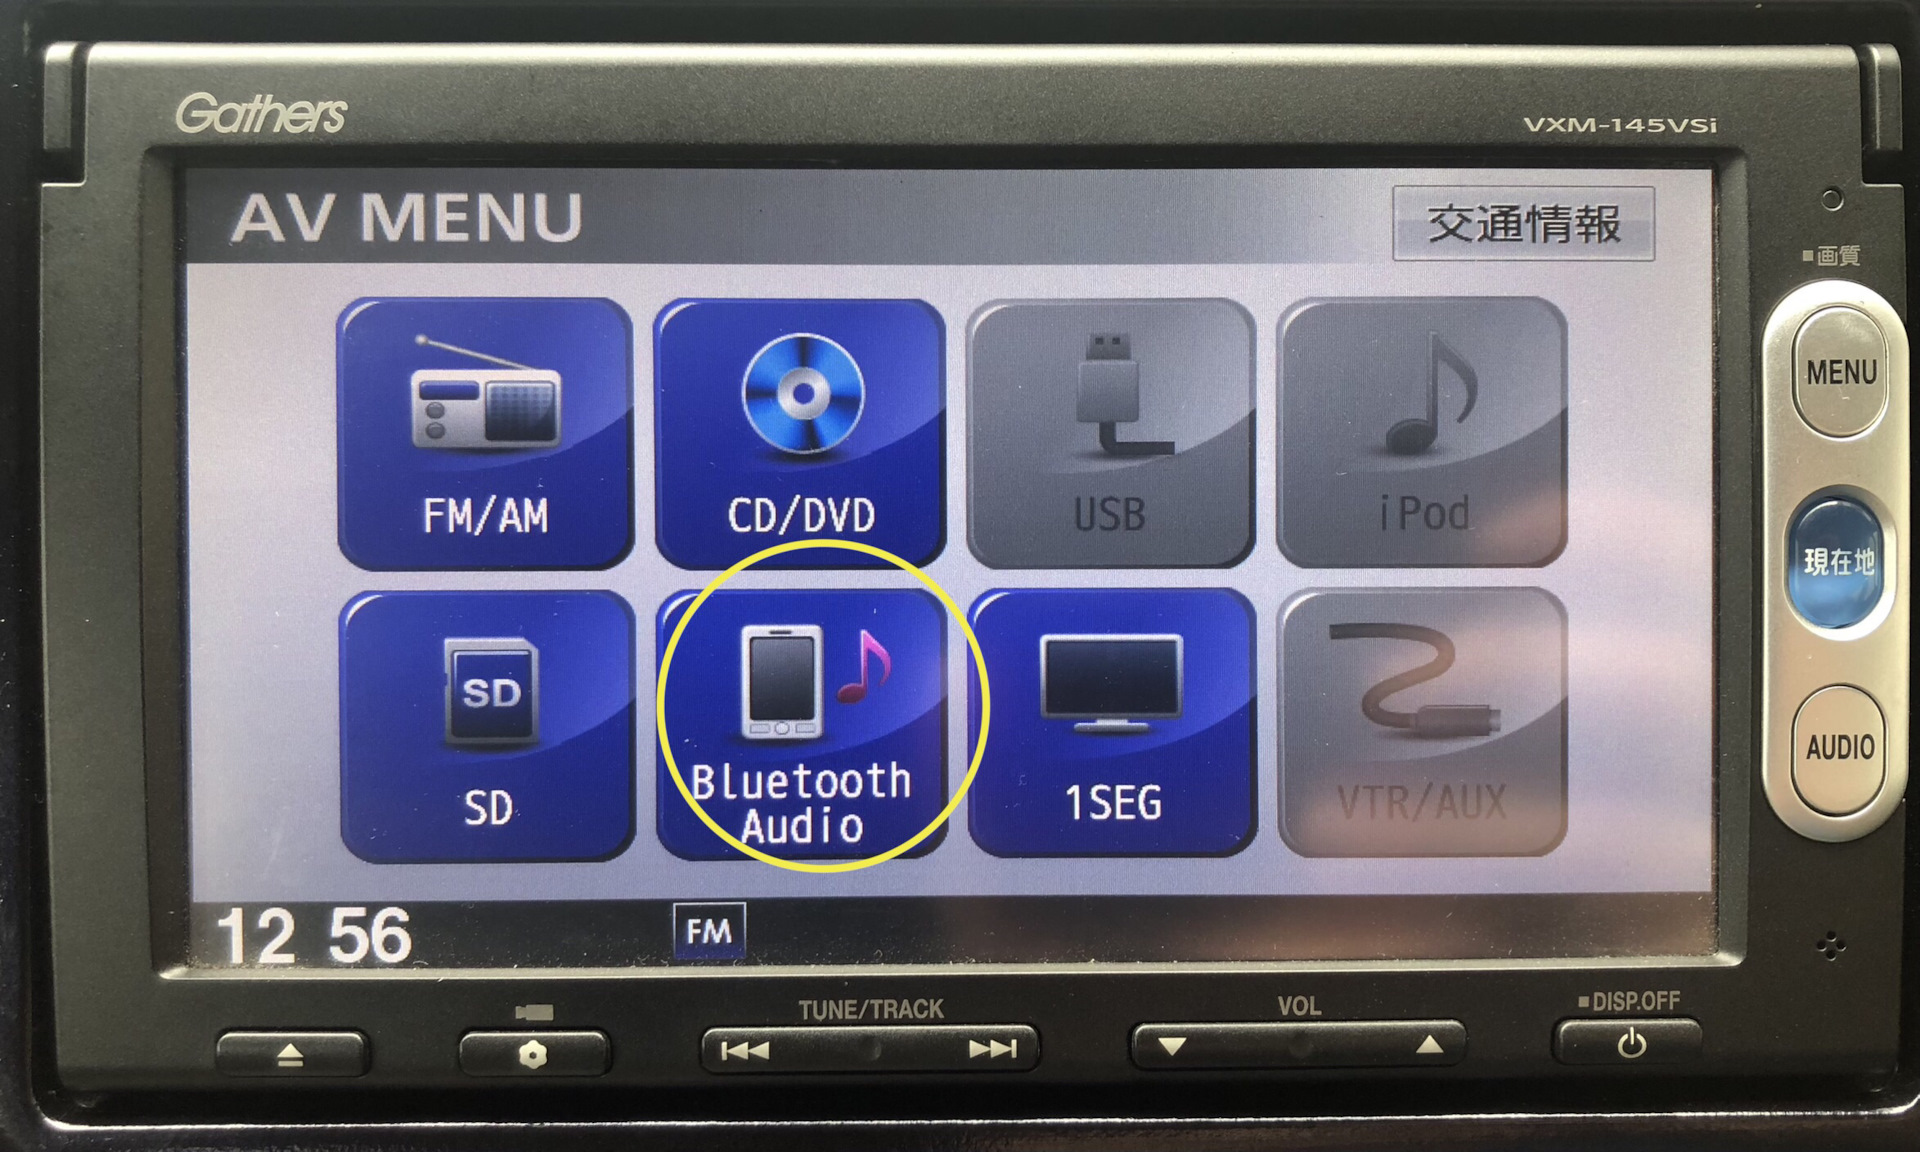 Gathers
VXM-145VSi
AV MENU
交通情報
■画質
FM/AM
CD/DVD
USB
iPod
MENU
現在地
SD
SD
Bluetooth
Audio
1SEG
VTR/AUX
AUDIO
12 56
FM
TUNE/TRACK
VOL
■DISP.OFF